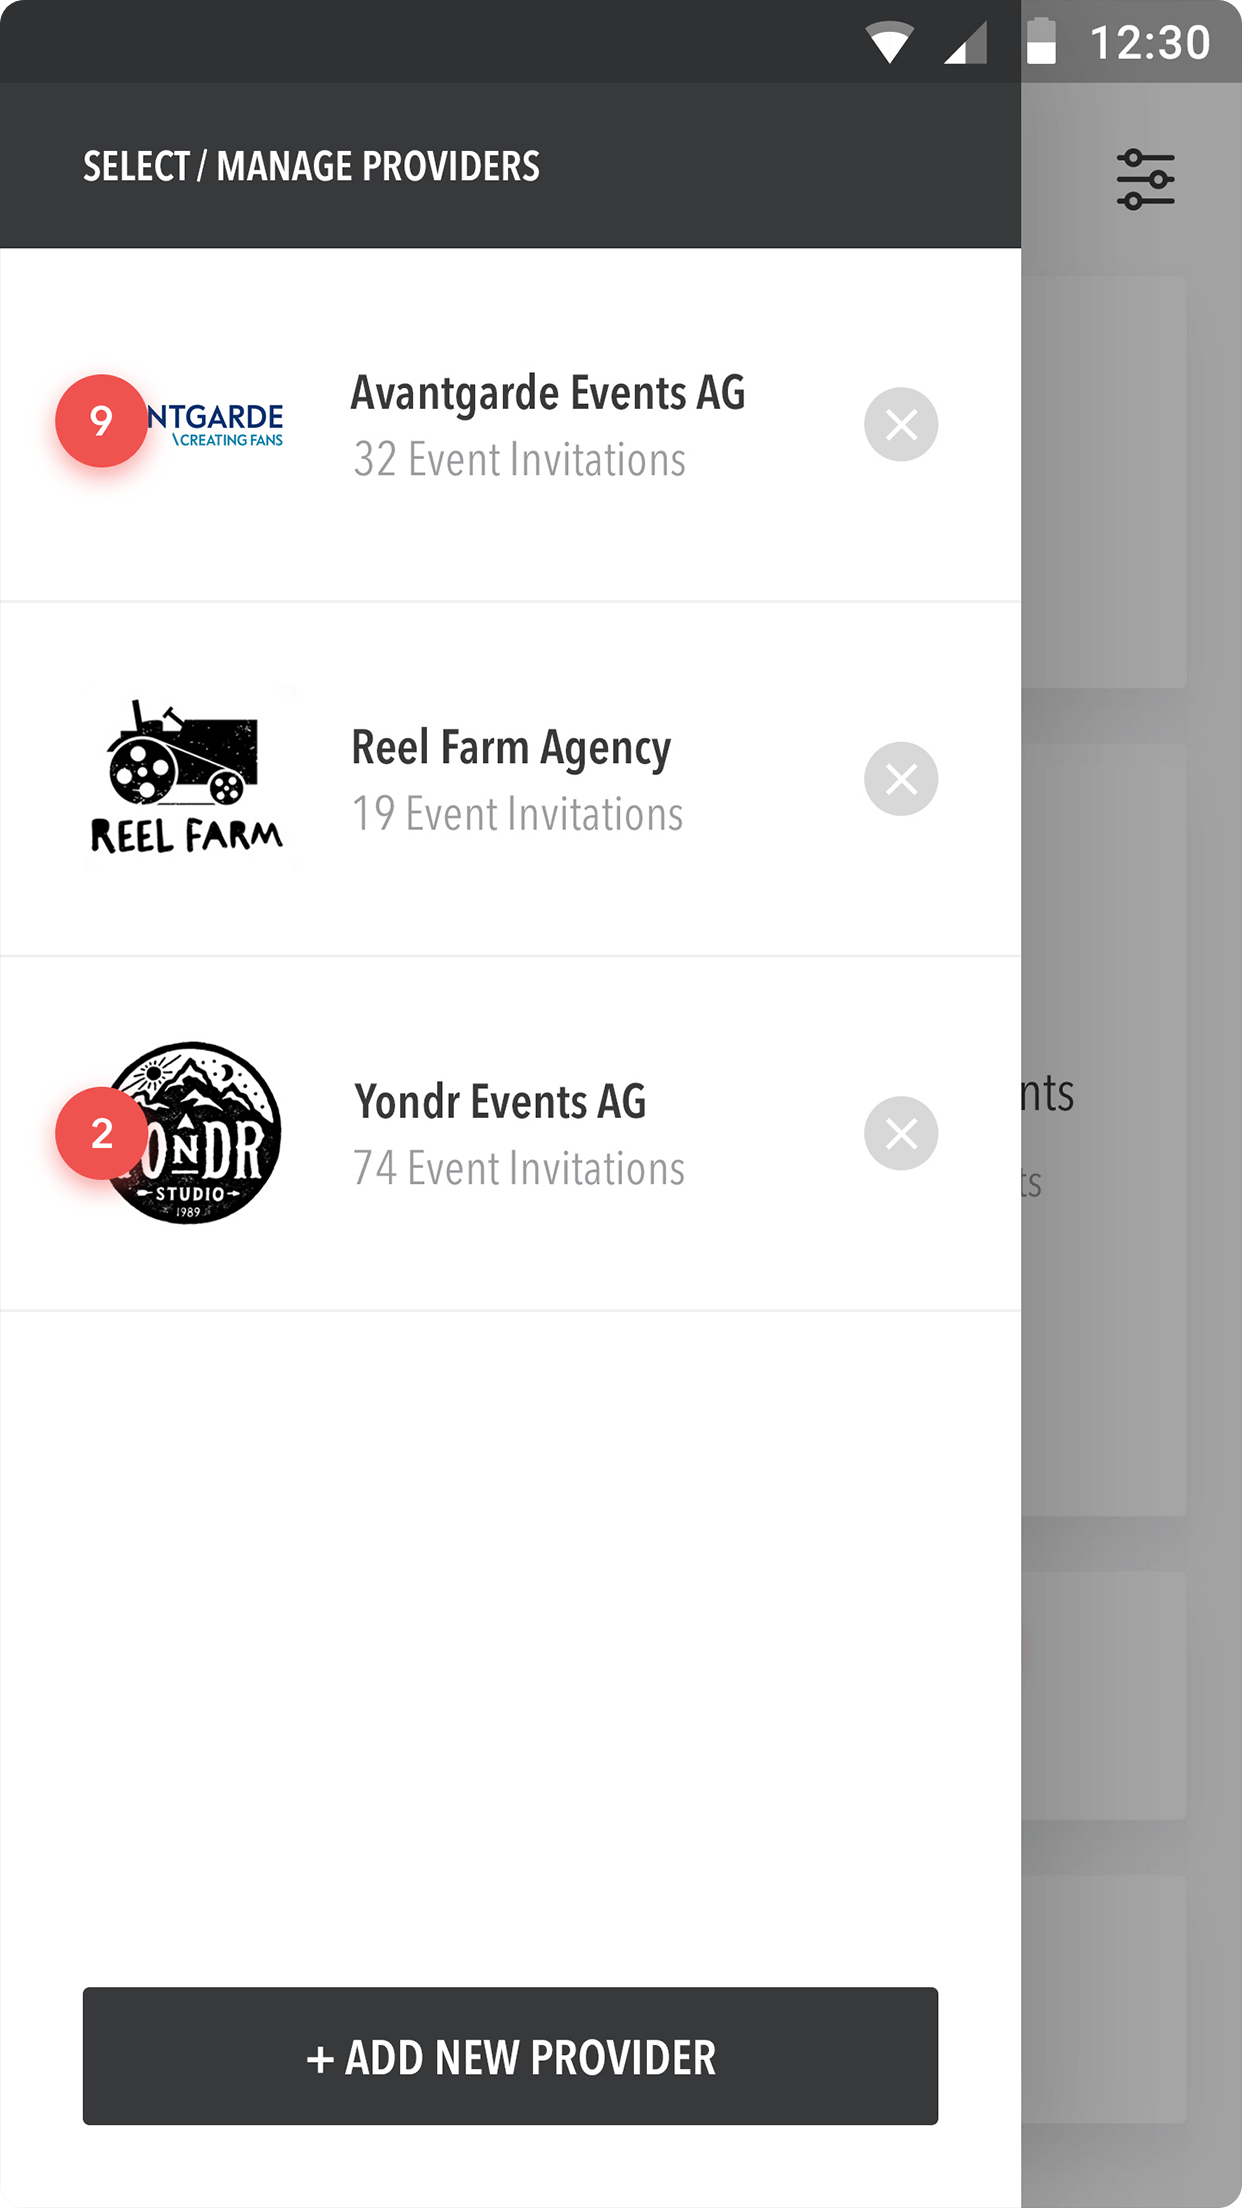 12:30
SELECT / MANAGE PROVIDERS
9
NTGARDE
\CREATING FANS
Avantgarde Events AG
32 Event Invitations
REEL FARM
Reel Farm Agency
19 Event Invitations
2
ONDR
STUDIO
1989
Yondr Events AG
74 Event Invitations
nts
ts
+ ADD NEW PROVIDER